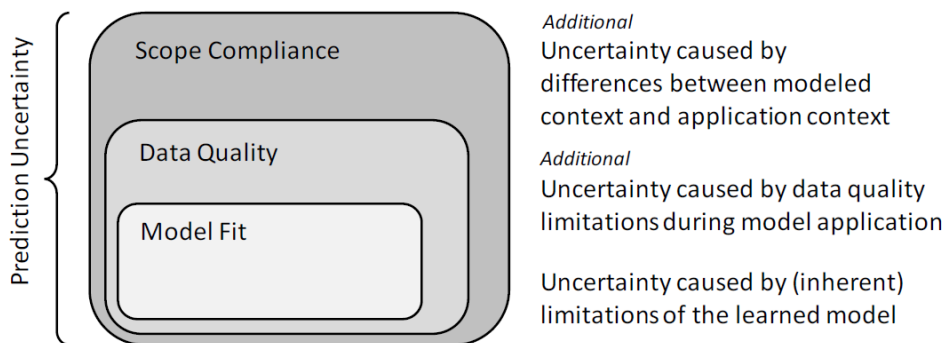 Prediction Uncertainty
Scope Compliance
Additional
Uncertainty caused by
differences between modeled
context and application context
Data Quality
Additional
Uncertainty caused by data quality
limitations during model application
Model Fit
Uncertainty caused by (inherent)
limitations of the learned model